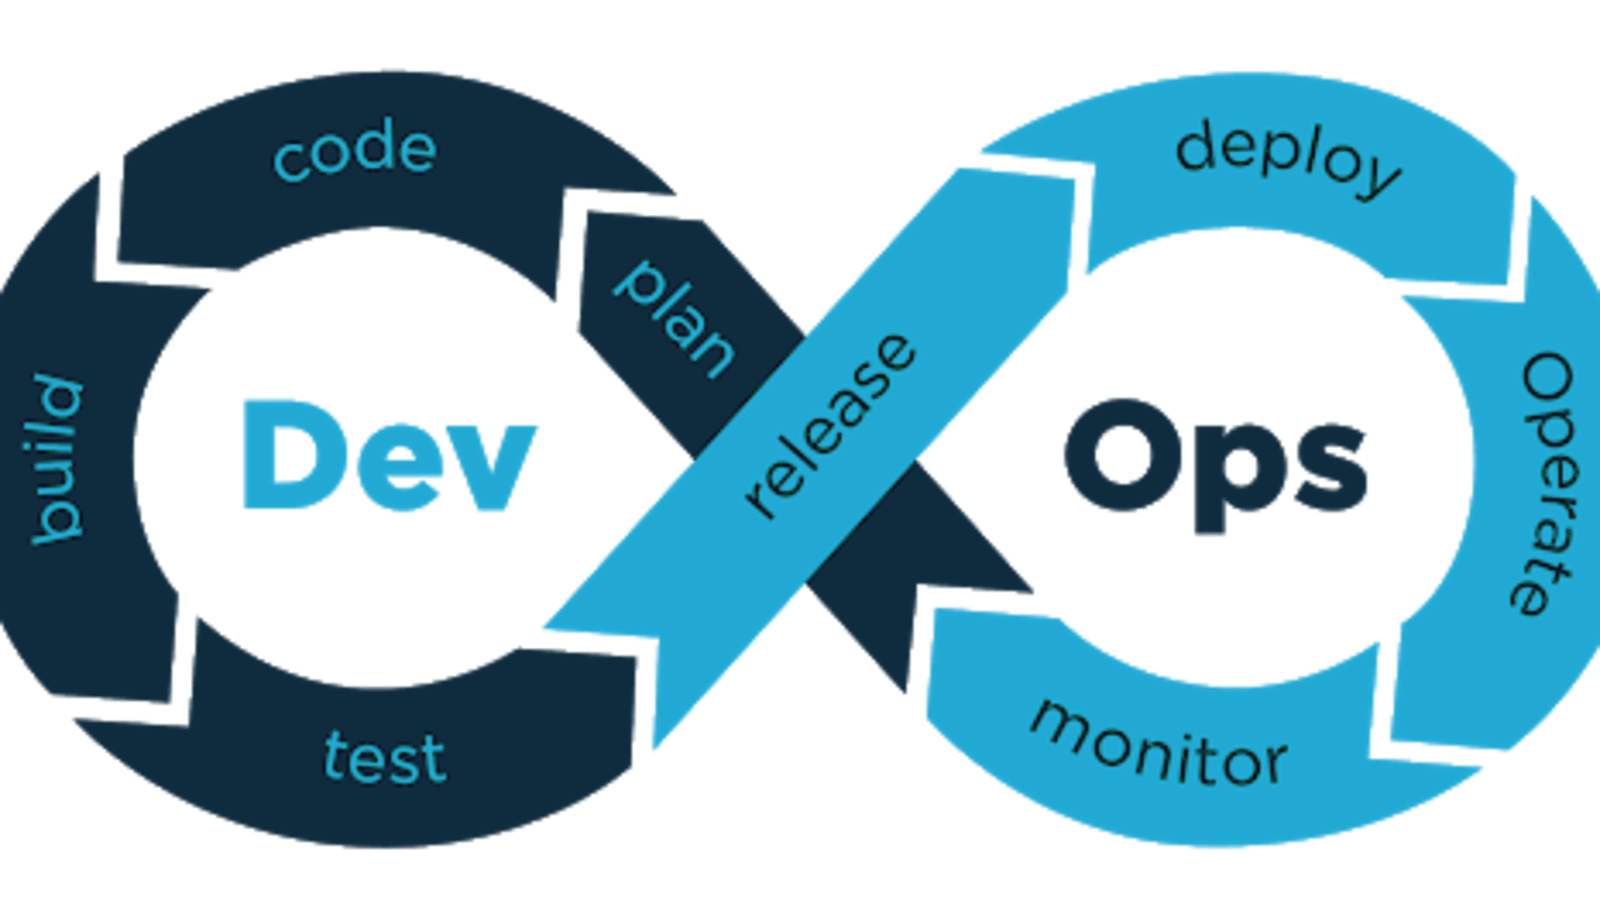 code
plan
build
Dev
test
release
deploy
Ops
Operate
monitor